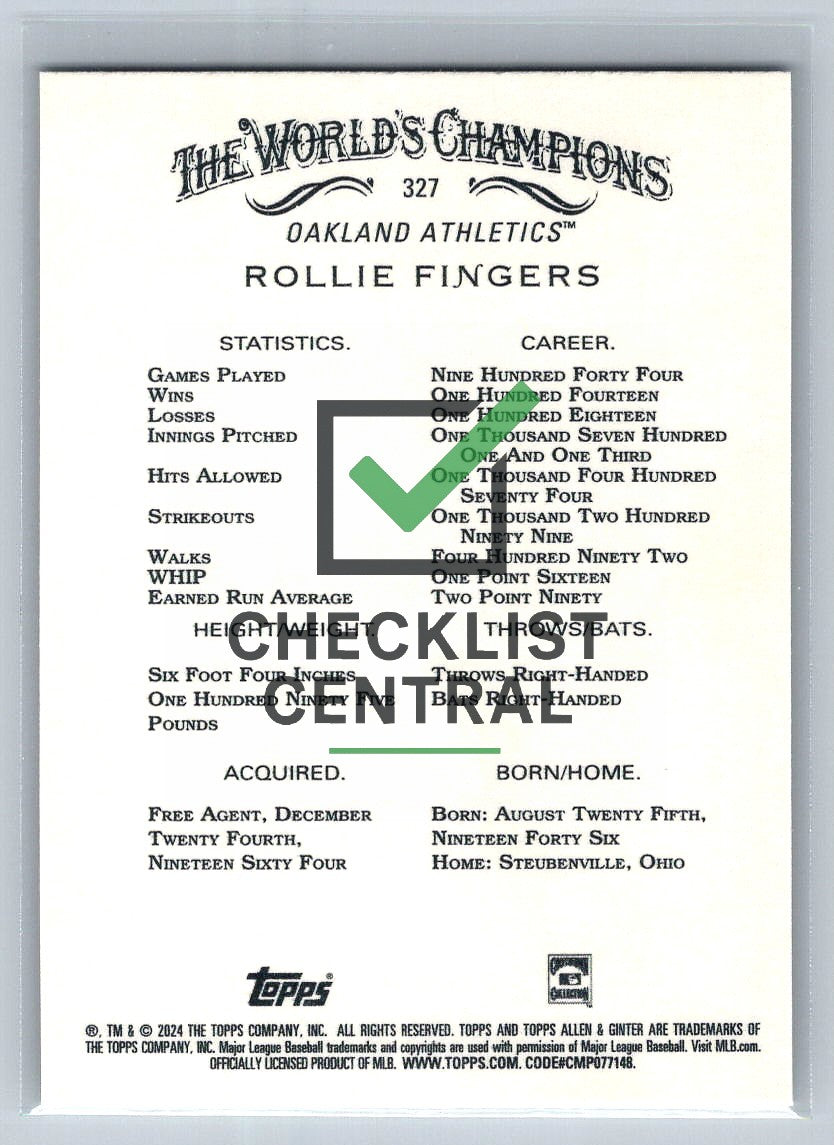 THE WORLD'S CHAMPIONS
327
OAKLAND ATHLETICS™
ROLLIE FINGERS
STATISTICS. CAREER.
GAMES PLAYED NINE HUNDRED FORTY FOUR
WINS ONE HUNDRED FOURTEEN
LOSSES ONE HUNDRED EIGHTEEN
INNINGS PITCHED ONE THOUSAND SEVEN HUNDRED
ONE AND ONE THIRD
HITS ALLOWED ONE THOUSAND FOUR HUNDRED
SEVENTY FOUR
STRIKEOUTS ONE THOUSAND TWO HUNDRED
NINETY NINE
WALKS FOUR HUNDRED NINETY TWO
WHIP ONE POINT SIXTEEN
EARNED RUN AVERAGE TWO POINT NINETY
HEIGHT/WEIGHT. THROWS/BATS.
SIX FOOT FOUR INCHES THROWS RIGHT-HANDED
ONE HUNDRED NINETY FIVE BATS RIGHT-HANDED
POUNDS
CHECKLIST
CENTRAL
ACQUIRED. BORN/HOME.
FREE AGENT, DECEMBER BORN: AUGUST TWENTY FIFTH,
TWENTY FOURTH, NINETEEN FORTY SIX
NINETEEN SIXTY FOUR HOME: STEUBENVILLE, OHIO
TOPPS®
®, TM & © 2024 THE TOPPS COMPANY, INC. ALL RIGHTS RESERVED. TOPPS AND TOPPS ALLEN & GINTER ARE TRADEMARKS OF
THE TOPPS COMPANY, INC. Major League Baseball trademarks and copyrights are used with permission of Major League Baseball. Visit MLB.com.
OFFICIALLY LICENSED PRODUCT OF MLB. WWW.TOPPS.COM. CODE#CMP077148.